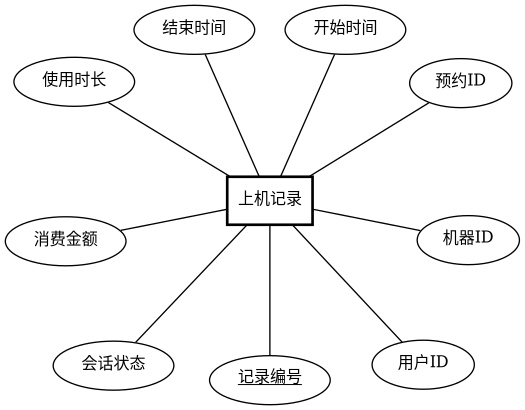 结束时间
开始时间
使用时长
预约ID
上机记录
消费金额
机器ID
会话状态
记录编号
用户ID